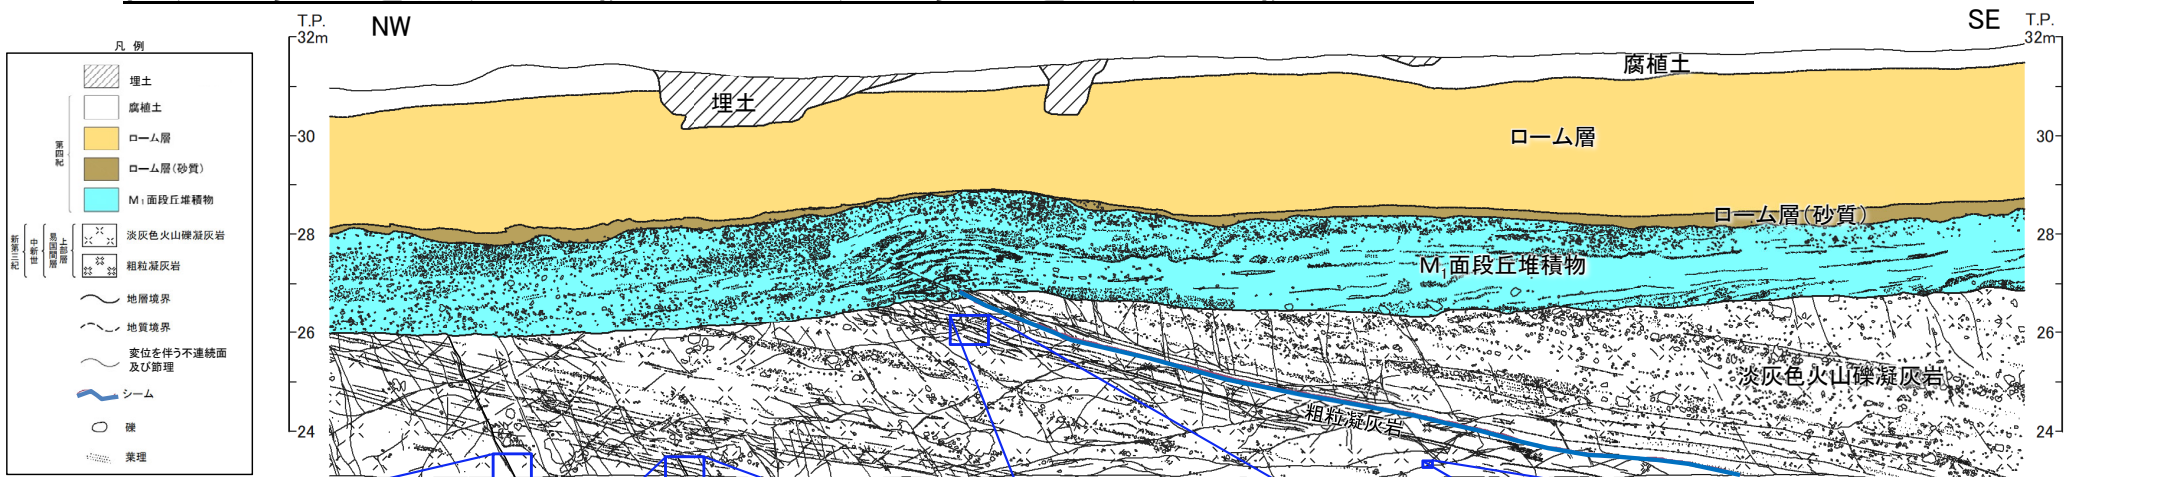 T.P.
32m
NW
SE
T.P.
32m
凡 例
埋土
腐植土
ローム層
ローム層(砂質)
M1面段丘堆積物
淡灰色火山礫凝灰岩
粗粒凝灰岩
第四紀
新第三紀
中新世
易国間層
上部層
地層境界
地質境界
変位を伴う不連続面
及び節理
シーム
礫
葉理
30
28
26
24
埋土
腐植土
ローム層
ローム層(砂質)
M1面段丘堆積物
淡灰色火山礫凝灰岩
粗粒凝灰岩
30
28
26
24